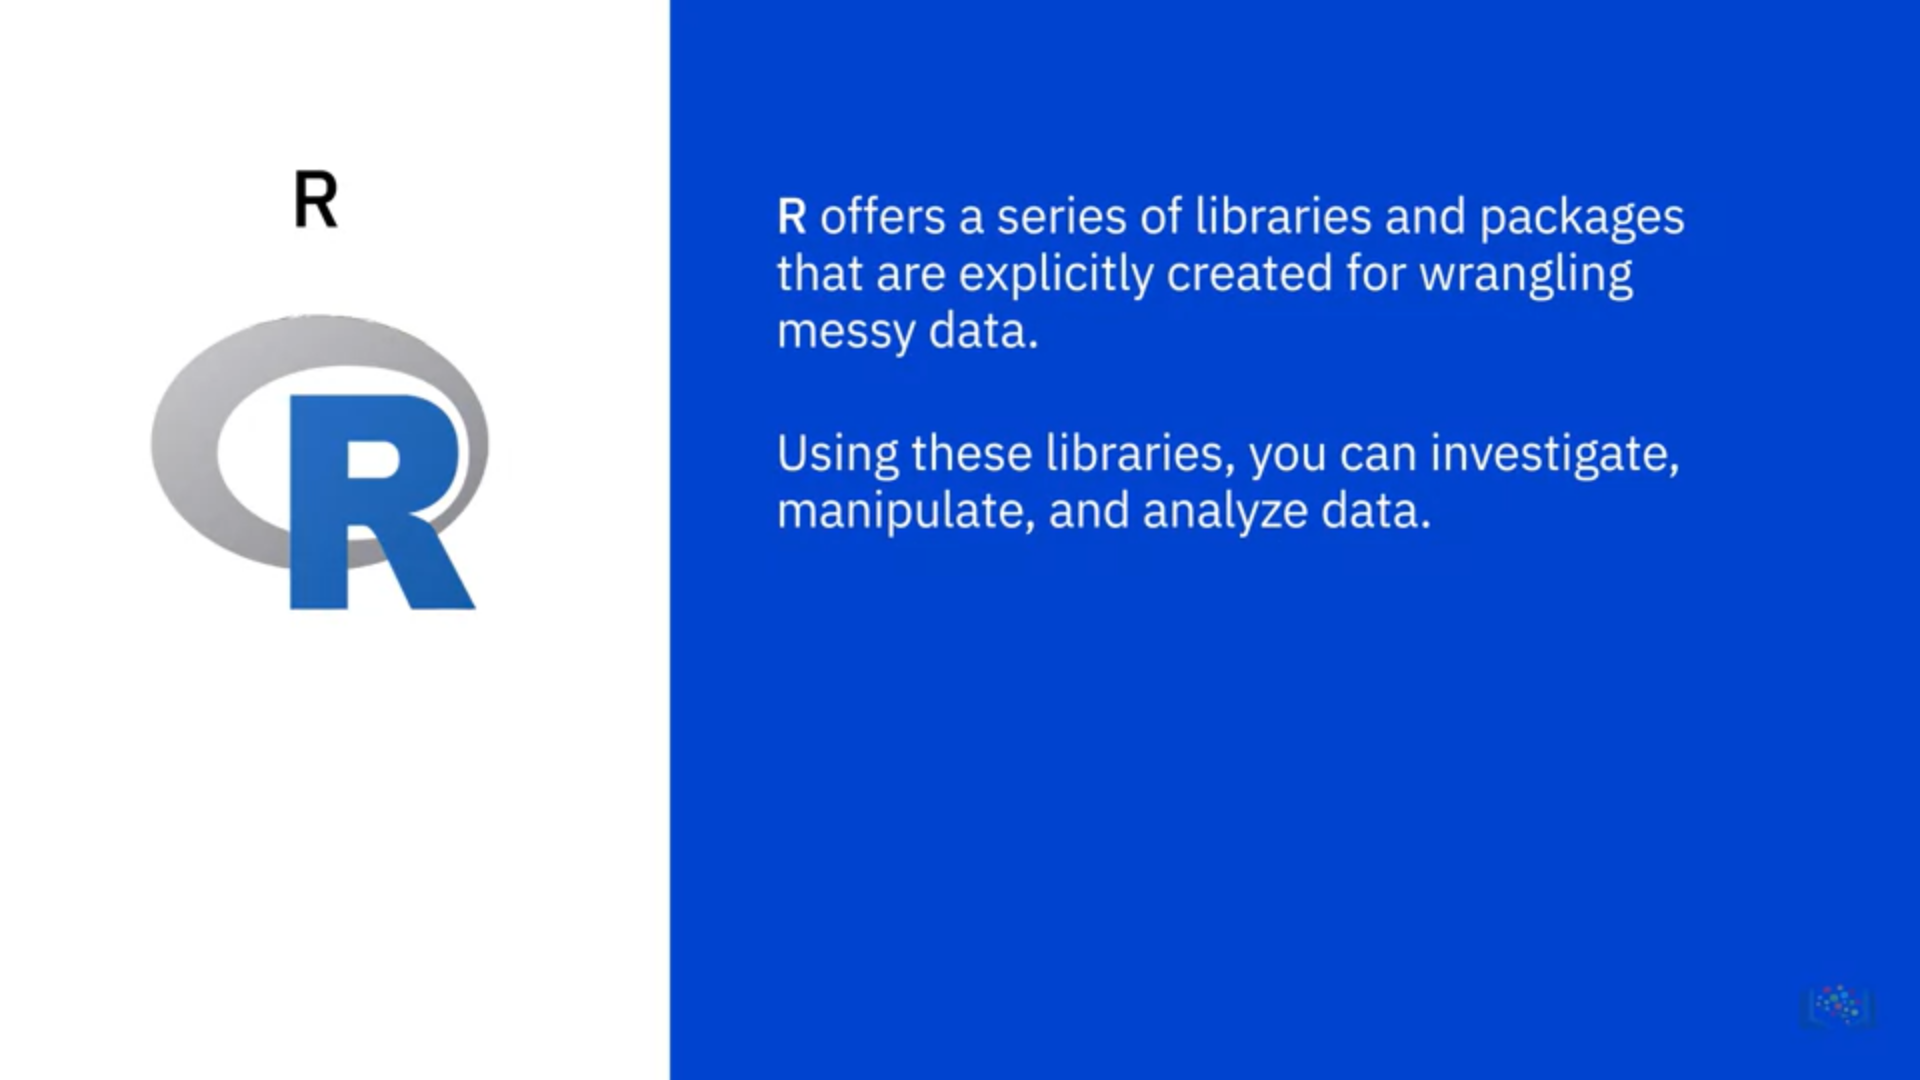 R
R
R offers a series of libraries and packages
that are explicitly created for wrangling
messy data.
Using these libraries, you can investigate,
manipulate, and analyze data.